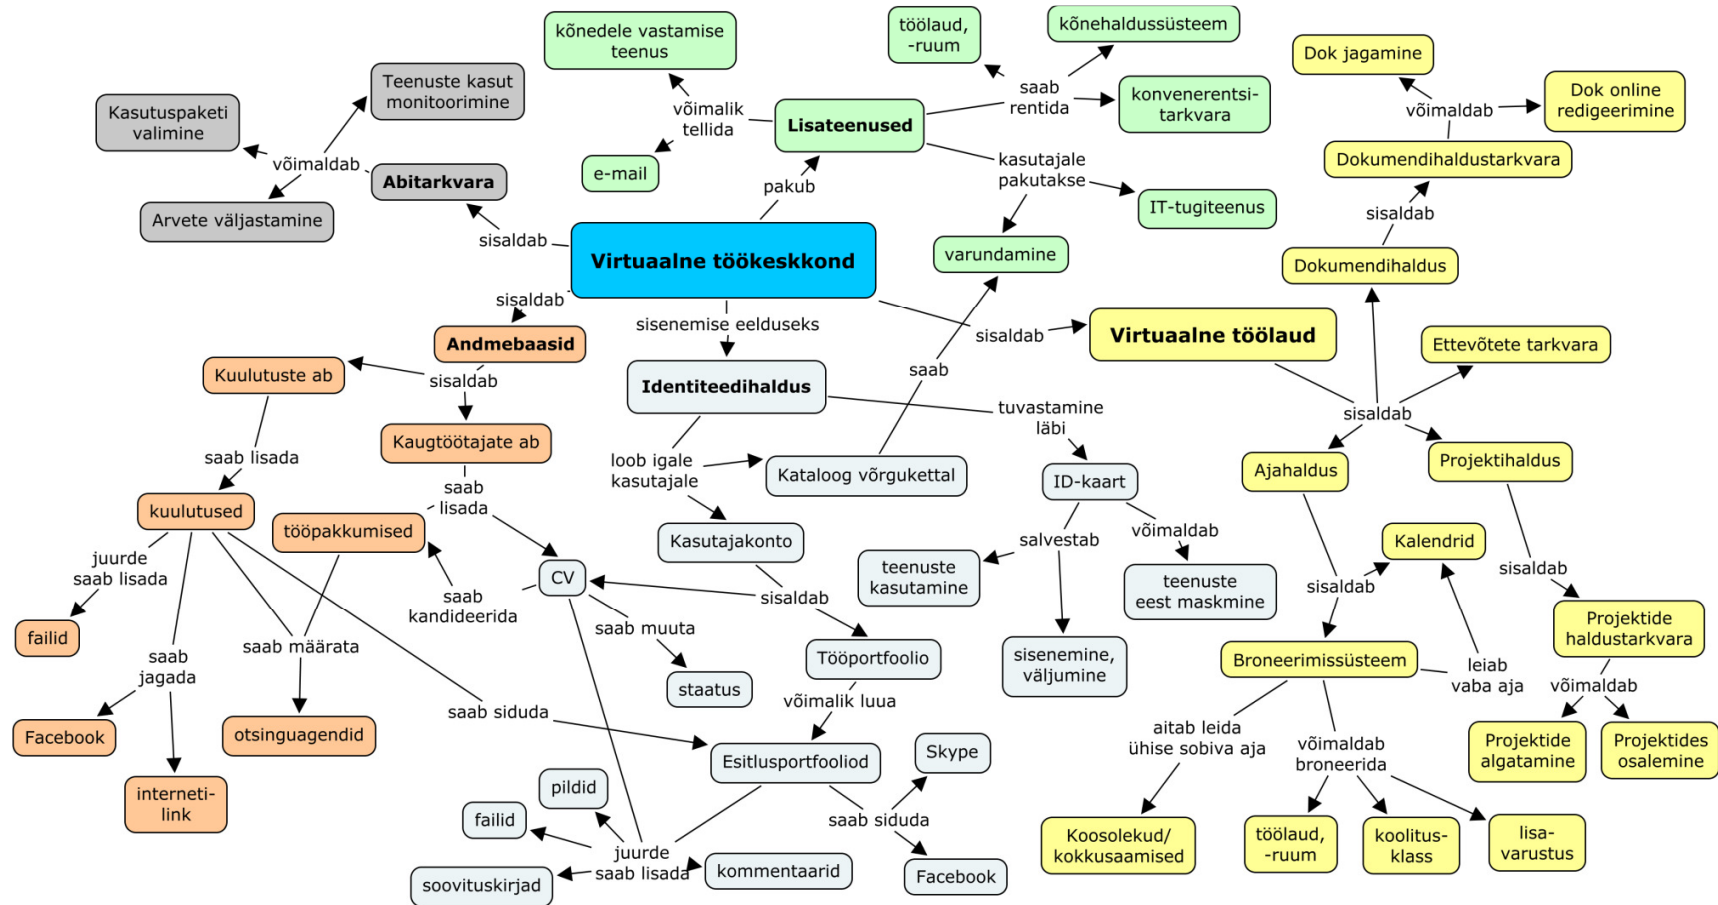 kõnedele vastamise
teenus
töölaud,
-ruum
kõnehaldussüsteem
Dok jagamine
Teenuste kasut
monitoorimine
Kasutuspaketi
valimine
võimalik
tellida
Lisateenused
saab
rentida
konvenerentsi-
tarkvara
võimaldab
Dok online
redigeerimine
võimaldab
Abitarkvara
Arvete väljastamine
e-mail
pakub
kasutajale
pakutakse
IT-tugiteenus
Dokumendihaldustarkvara
sisaldab
sisaldab
Virtuaalne töökeskkond
varundamine
Dokumendihaldus
sisaldab
sisenemise eelduseks
sisaldab
Virtuaalne töölaud
Ettevõtete tarkvara
Andmebaasid
Kuulutuste ab
sisaldab
Identiteedihaldus
saab
tuvastamine
läbi
sisaldab
Kaugtöötajate ab
saab lisada
loob igale
kasutajale
Kataloog võrgukettal
ID-kaart
Ajahaldus
Projektihaldus
kuulutused
saab
lisada
tööpakkumised
Kasutajakonto
salvestab
võimaldab
Kalendrid
juurde
saab lisada
CV
saab
kandideerida
sisaldab
teenuste
kasutamine
teenuste
eest maskmine
sisaldab
sisaldab
failid
saab määrata
saab muuta
Tööportfoolio
sisenemine,
väljumine
Broneerimissüsteem
leiab
vaba aja
Projektide
haldustarkvara
saab
jagada
staatus
võimalik luua
võimaldab
Facebook
otsinguagendid
saab siduda
Esitlusportfooliod
Skype
aitab leida
ühise sobiva aja
võimaldab
broneerida
Projektide
algatamine
Projektides
osalemine
interneti-
link
pildid
failid
saab siduda
juurde
saab lisada
soovituskirjad
kommentaarid
Facebook
Koosolekud/
kokkusaamised
töölaud,
-ruum
koolitus-
klass
lisa-
varustus